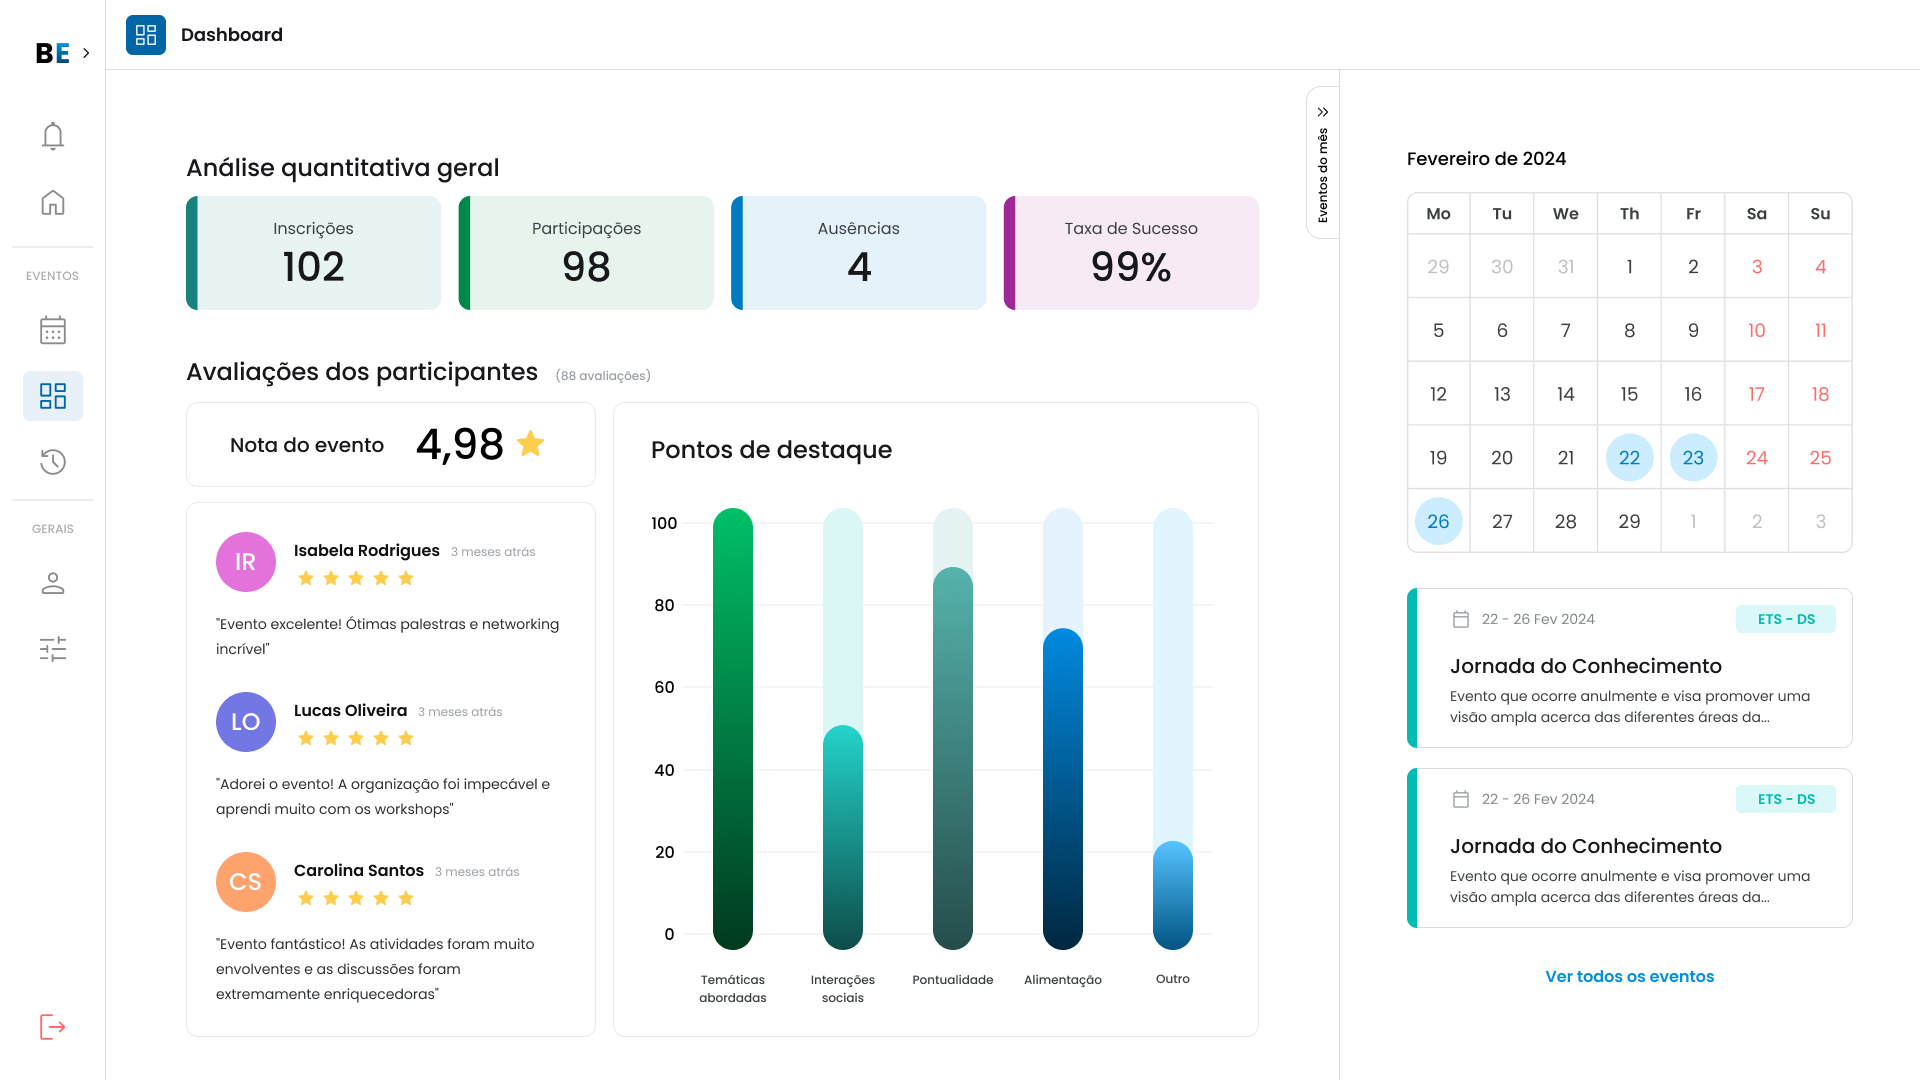 BE
Dashboard
EVENTOS
GERAIS
Análise quantitativa geral
Inscrições
102
Participações
98
Ausências
4
Taxa de Sucesso
99%
Avaliações dos participantes (88 avaliações)
Nota do evento 4,98
IR
Isabela Rodrigues 3 meses atrás
"Evento excelente! Ótimas palestras e networking
incrível"
LO
Lucas Oliveira 3 meses atrás
"Adorei o evento! A organização foi impecável e
aprendi muito com os workshops"
CS
Carolina Santos 3 meses atrás
"Evento fantástico! As atividades foram muito
envolventes e as discussões foram
extremamente enriquecedoras"
Pontos de destaque
100
80
60
40
20
0
Temáticas
abordadas
Interações
sociais
Pontualidade
Alimentação
Outro
Eventos do mês
Fevereiro de 2024
Mo Tu We Th Fr Sa Su
29 30 31 1 2 3 4
5 6 7 8 9 10 11
12 13 14 15 16 17 18
19 20 21 22 23 24 25
26 27 28 29 1 2 3
22 - 26 Fev 2024
ETS - DS
Jornada do Conhecimento
Evento que ocorre anulmente e visa promover uma
visão ampla acerca das diferentes áreas da...
22 - 26 Fev 2024
ETS - DS
Jornada do Conhecimento
Evento que ocorre anulmente e visa promover uma
visão ampla acerca das diferentes áreas da...
Ver todos os eventos